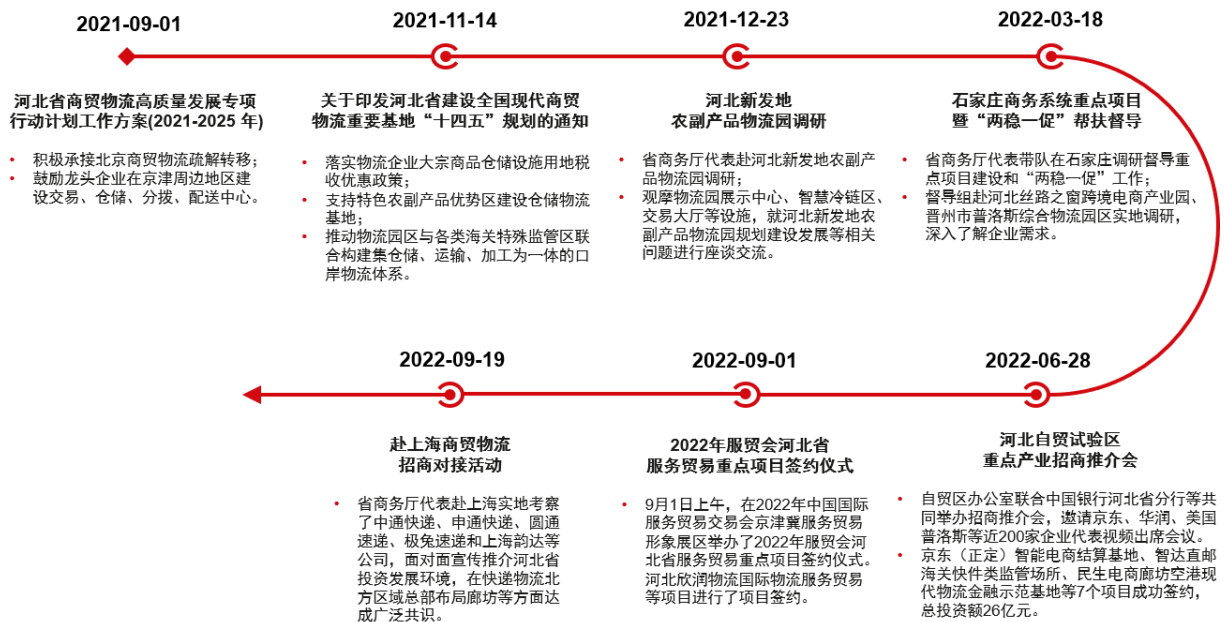 2021-09-01
河北省商贸物流高质量发展专项
行动计划工作方案(2021-2025 年)
• 积极承接北京商贸物流疏解转移；
• 鼓励龙头企业在京津周边地区建
设交易、仓储、分拨、配送中心。
2021-11-14
关于印发河北省建设全国现代商贸
物流重要基地“十四五”规划的通知
• 落实物流企业大宗商品仓储设施用地税
收优惠政策；
• 支持特色农副产品优势区建设仓储物流
基地；
• 推动物流园区与各类海关特殊监管区联
合构建集仓储、运输、加工为一体的口
岸物流体系。
2021-12-23
河北新发地
农副产品物流园调研
• 省商务厅代表赴河北新发地农副产
品物流园调研；
• 观摩物流园展示中心、智慧冷链区、
交易大厅等设施，就河北新发地农
副产品物流园规划建设发展等相关
问题进行座谈交流。
2022-03-18
石家庄商务系统重点项目
暨“两稳一促”帮扶督导
• 省商务厅代表带队在石家庄调研督导重
点项目建设和“两稳一促”工作；
• 督导组赴河北丝路之窗跨境电商产业园、
晋州市普洛斯综合物流园区实地调研，
深入了解企业需求。
2022-06-28
河北自贸试验区
重点产业招商推介会
• 自贸区办公室联合中国银行河北省分行等共
同举办招商推介会，邀请京东、华润、美国
普洛斯等近200家企业代表视频出席会议。
• 京东（正定）智能电商结算基地、智达直邮
海关快件类监管场所、民生电商廊坊空港现
代物流金融示范基地等7个项目成功签约，
总投资额26亿元。
2022-09-01
2022年服贸会河北省
服务贸易重点项目签约仪式
• 9月1日上午，在2022年中国国际
服务贸易交易会京津冀服务贸易
形象展区举办了2022年服贸会河
北省服务贸易重点项目签约仪式。
河北欣润物流国际物流服务贸易
等项目进行了项目签约。
2022-09-19
赴上海商贸物流
招商对接活动
• 省商务厅代表赴上海实地考察
了中通快递、申通快递、圆通
速递、极兔速递和上海韵达等
公司，面对面宣传推介河北省
投资发展环境，在快递物流北
方区域总部布局廊坊等方面达
成广泛共识。